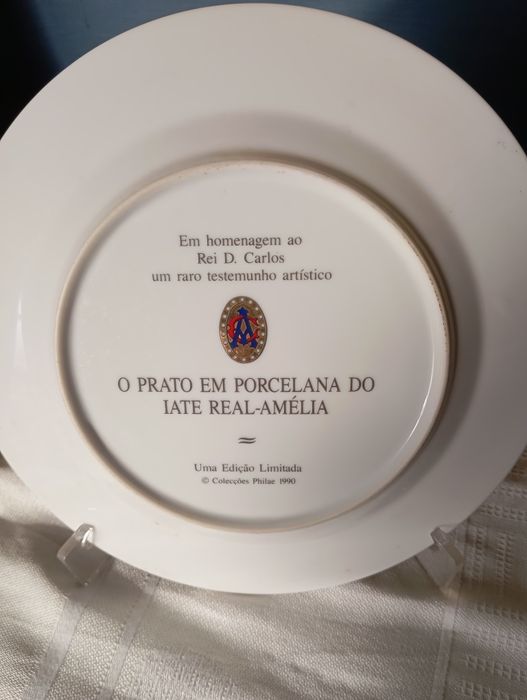 Em homenagem ao
Rei D. Carlos
um raro testemunho artístico
O PRATO EM PORCELANA DO
IATE REAL-AMÉLIA
Uma Edição Limitada
© Colecções Philae 1990